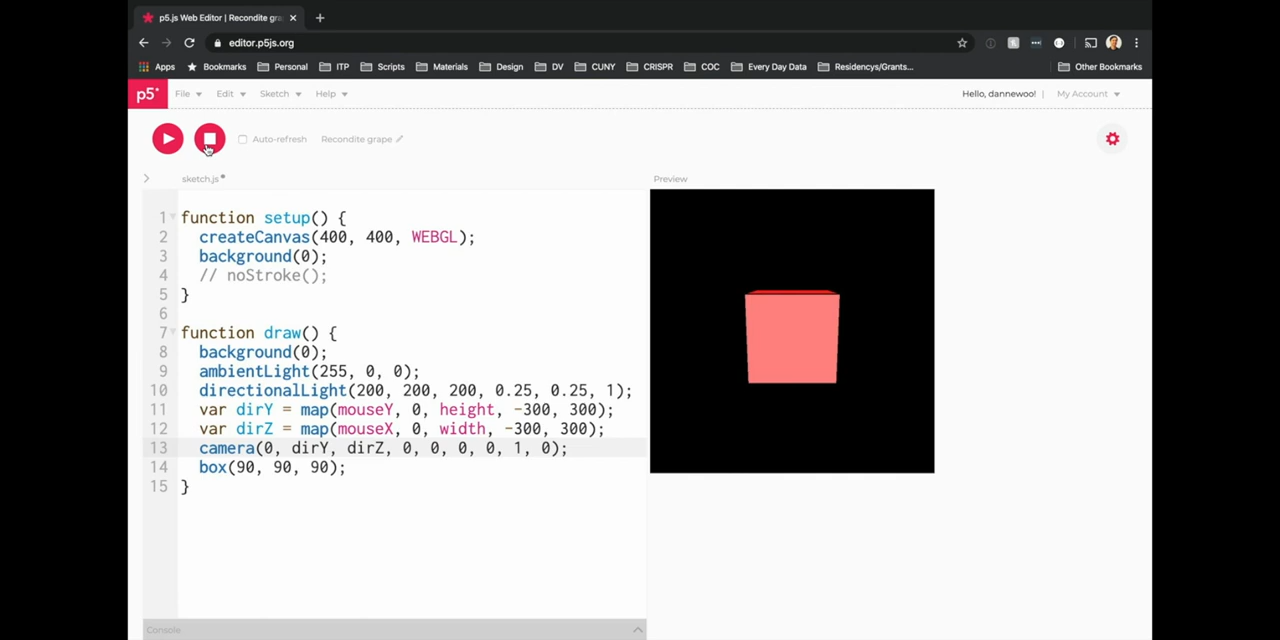 p5.js Web Editor | Recondite gra
editor.p5js.org
Apps Bookmarks Personal ITP Scripts Materials Design DV CUNY CRISPR COC Every Day Data Residencys/Grants... Other Bookmarks
p5* File Edit Sketch Help Hello, dannewoo! | My Account
Auto-refresh Recondite grape
sketch.js
Preview
1 function setup() {
2 createCanvas(400, 400, WEBGL);
3 background(0);
4 // noStroke();
5 }
6
7 function draw() {
8 background(0);
9 ambientLight(255, 0, 0);
10 directionalLight(200, 200, 200, 0.25, 0.25, 1);
11 var dirY = map(mouseY, 0, height, -300, 300);
12 var dirZ = map(mouseX, 0, width, -300, 300);
13 camera(0, dirY, dirZ, 0, 0, 0, 0, 1, 0);
14 box(90, 90, 90);
15 }
Console